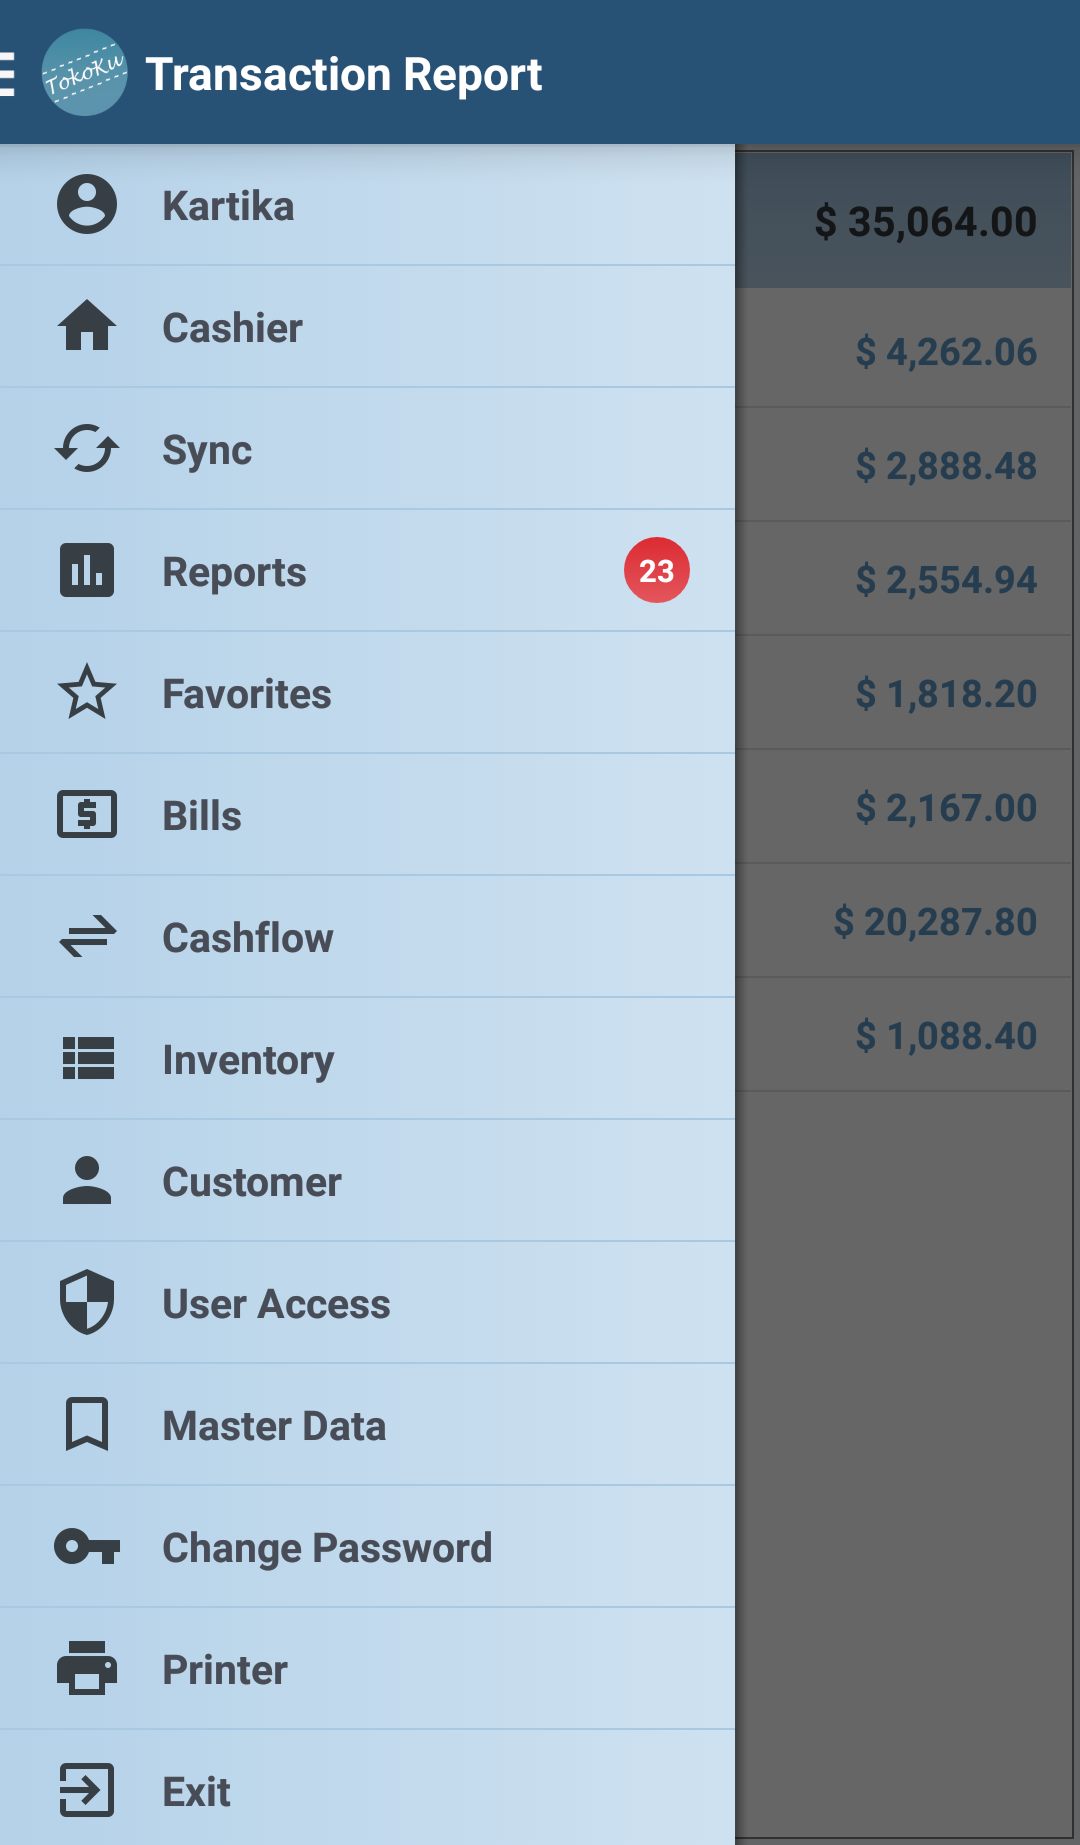 TokoKu
Transaction Report
Kartika
Cashier
Sync
Reports
23
Favorites
Bills
Cashflow
Inventory
Customer
User Access
Master Data
Change Password
Printer
Exit
$ 35,064.00
$ 4,262.06
$ 2,888.48
$ 2,554.94
$ 1,818.20
$ 2,167.00
$ 20,287.80
$ 1,088.40